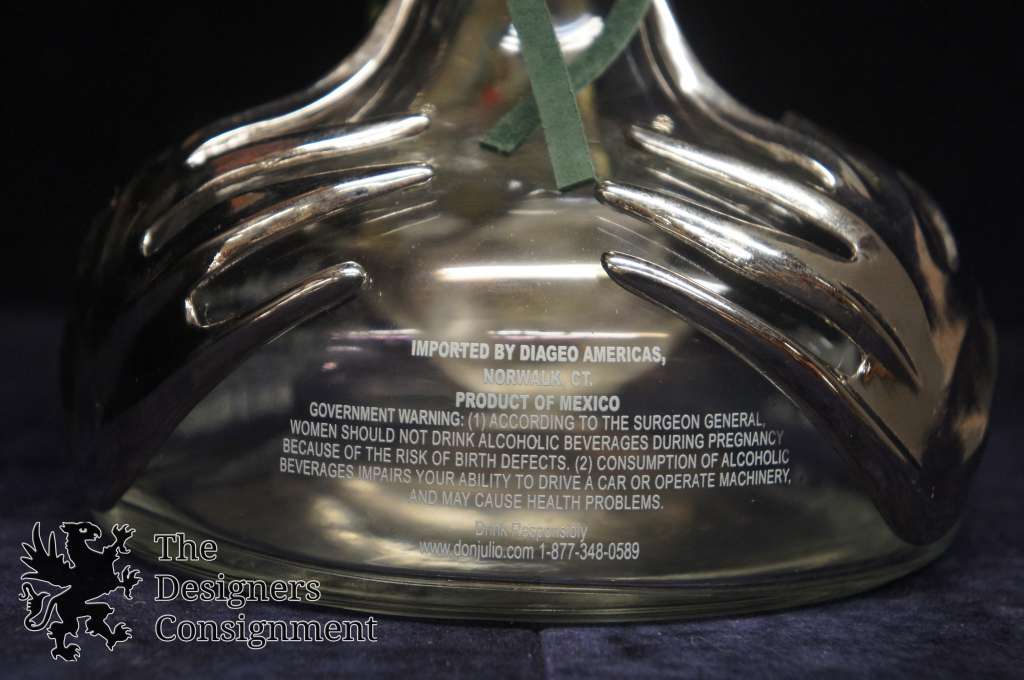 IMPORTED BY DIAGEO AMERICAS,
NORWALK, CT.
PRODUCT OF MEXICO
GOVERNMENT WARNING: (1) ACCORDING TO THE SURGEON GENERAL,
WOMEN SHOULD NOT DRINK ALCOHOLIC BEVERAGES DURING PREGNANCY
BECAUSE OF THE RISK OF BIRTH DEFECTS. (2) CONSUMPTION OF ALCOHOLIC
BEVERAGES IMPAIRS YOUR ABILITY TO DRIVE A CAR OR OPERATE MACHINERY,
AND MAY CAUSE HEALTH PROBLEMS.
Drink Responsibly
www.donjulio.com 1-877-348-0589
The
Designers
Consignment